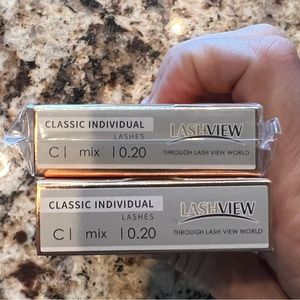 CLASSIC INDIVIDUAL
LASHES
C| mix |0.20
LASHVIEW
THROUGH LASH VIEW WORLD
CLASSIC INDIVIDUAL
LASHES
C| mix |0.20
LASHVIEW
THROUGH LASH VIEW WORLD